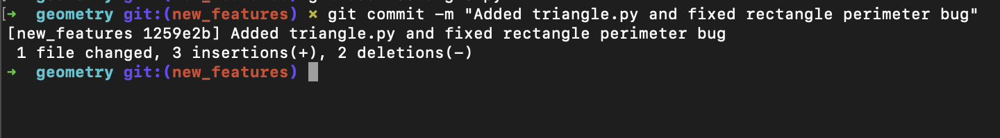 ➜  geometry git:(new_features) ✗ git commit -m "Added triangle.py and fixed rectangle perimeter bug"
[new_features 1259e2b] Added triangle.py and fixed rectangle perimeter bug
 1 file changed, 3 insertions(+), 2 deletions(-)
➜  geometry git:(new_features)